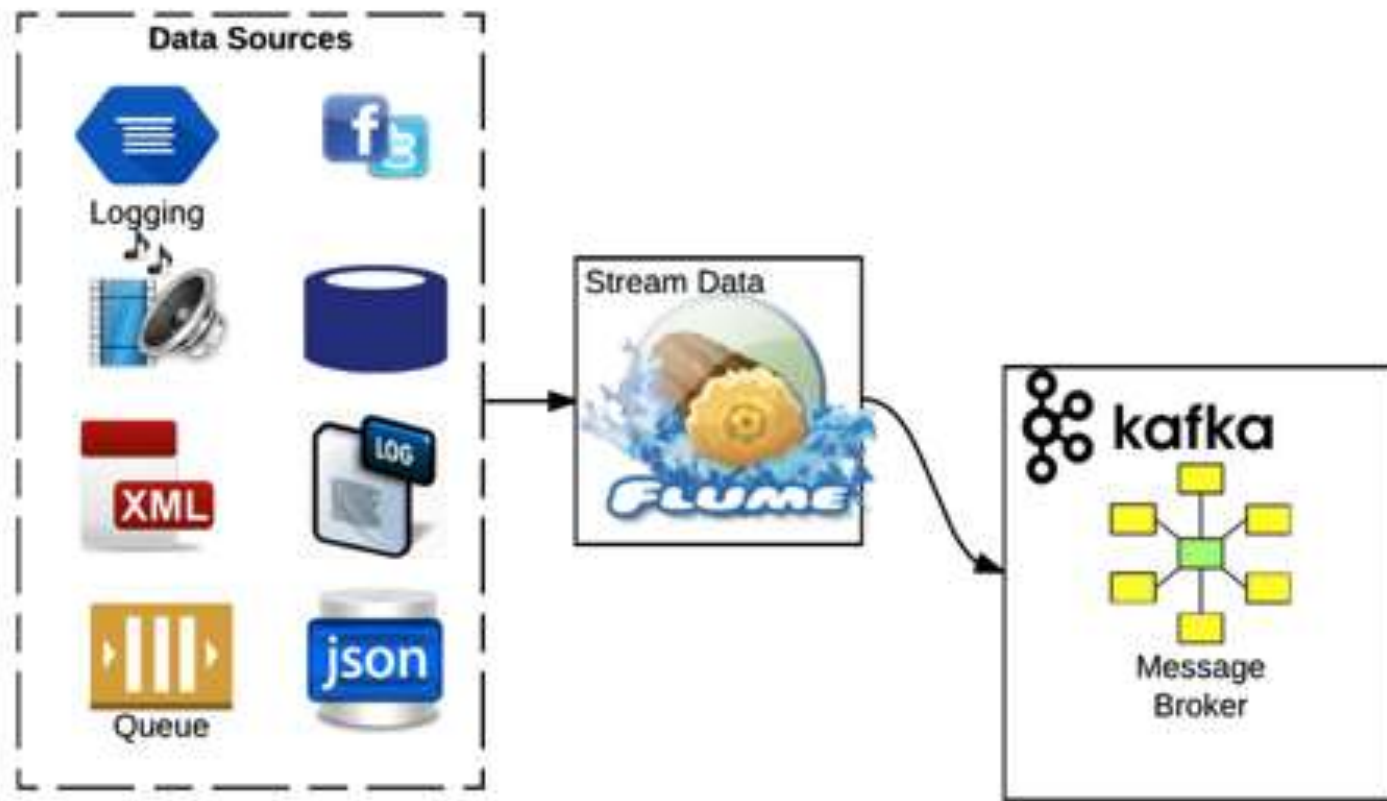 Data Sources
f
t
Logging
Stream Data
LOG
kafka
XML
FLUME
json
Queue
Message
Broker